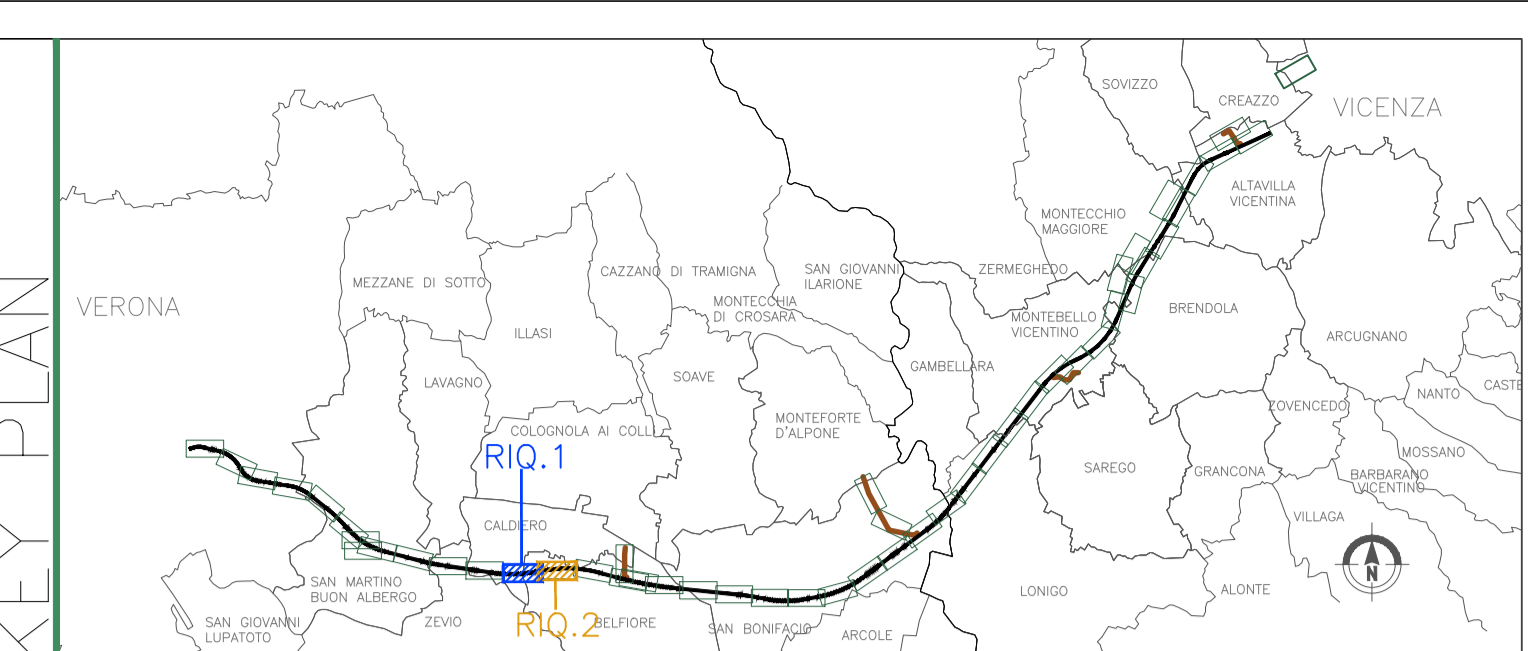 KEY PLAN
SOVIZZO
CREAZZO
VICENZA
ALTAVILLA
VICENTINA
MONTECCHIO
MAGGIORE
CAZZANO DI TRAMIGNA
SAN GIOVANNI
ILARIONE
ZERMEGHEDO
MEZZANE DI SOTTO
VERONA
MONTECCHIA
DI CROSARA
MONTEBELLO
VICENTINO
BRENDOLA
ILLASI
ARCUGNANO
GAMBELLARA
LAVAGNO
SOAVE
CASTE
NANTO
ZOVENCEDO
MONTEFORTE
D'ALPONE
COLOGNOLA AI COLLI
RIQ.1
MOSSANO
SAREGO
GRANCONA
BARBARANO
VICENTINO
VILLAGA
CALDIERO
N
SAN MARTINO
BUON ALBERGO
LONIGO
ALONTE
SAN GIOVANNI
LUPATOTO
ZEVIO
RIQ.2
BELFIORE
SAN BONIFACIO
ARCOLE